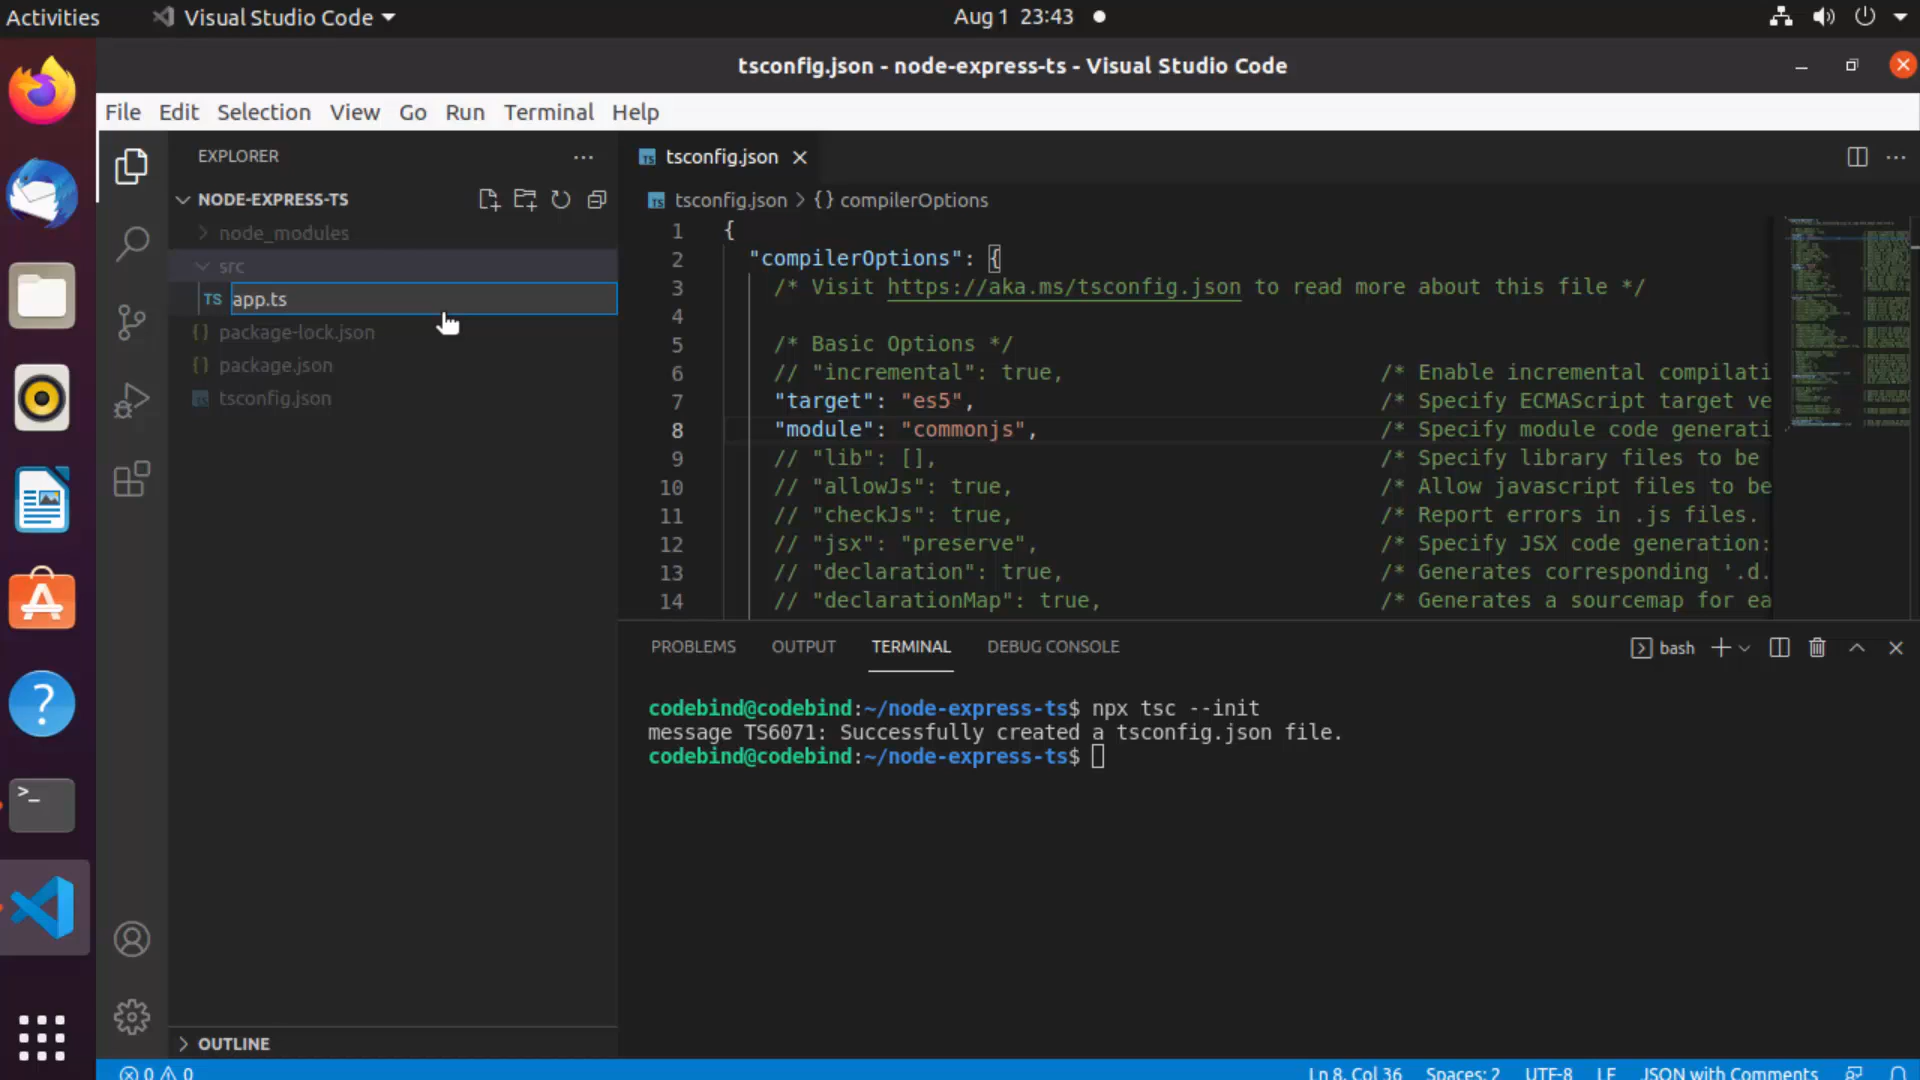 Activities
Visual Studio Code
Aug 1 23:43
tsconfig.json - node-express-ts - Visual Studio Code
File Edit Selection View Go Run Terminal Help
EXPLORER
NODE-EXPRESS-TS
node_modules
src
TS app.ts
{} package-lock.json
{} package.json
tsconfig.json
OUTLINE
TS tsconfig.json
TS tsconfig.json > {} compilerOptions
1 {
2 "compilerOptions": {
3 /* Visit https://aka.ms/tsconfig.json to read more about this file */
4
5 /* Basic Options */
6 // "incremental": true, /* Enable incremental compilati
7 "target": "es5", /* Specify ECMAScript target ve
8 "module": "commonjs", /* Specify module code generati
9 // "lib": [], /* Specify library files to be
10 // "allowJs": true, /* Allow javascript files to be
11 // "checkJs": true, /* Report errors in .js files.
12 // "jsx": "preserve", /* Specify JSX code generation:
13 // "declaration": true, /* Generates corresponding '.d.
14 // "declarationMap": true, /* Generates a sourcemap for ea
PROBLEMS OUTPUT TERMINAL DEBUG CONSOLE
bash
codebind@codebind:~/node-express-ts$ npx tsc --init
message TS6071: Successfully created a tsconfig.json file.
codebind@codebind:~/node-express-ts$
0 0
Ln 8, Col 36 Spaces: 2 UTF-8 LF JSON with Comments